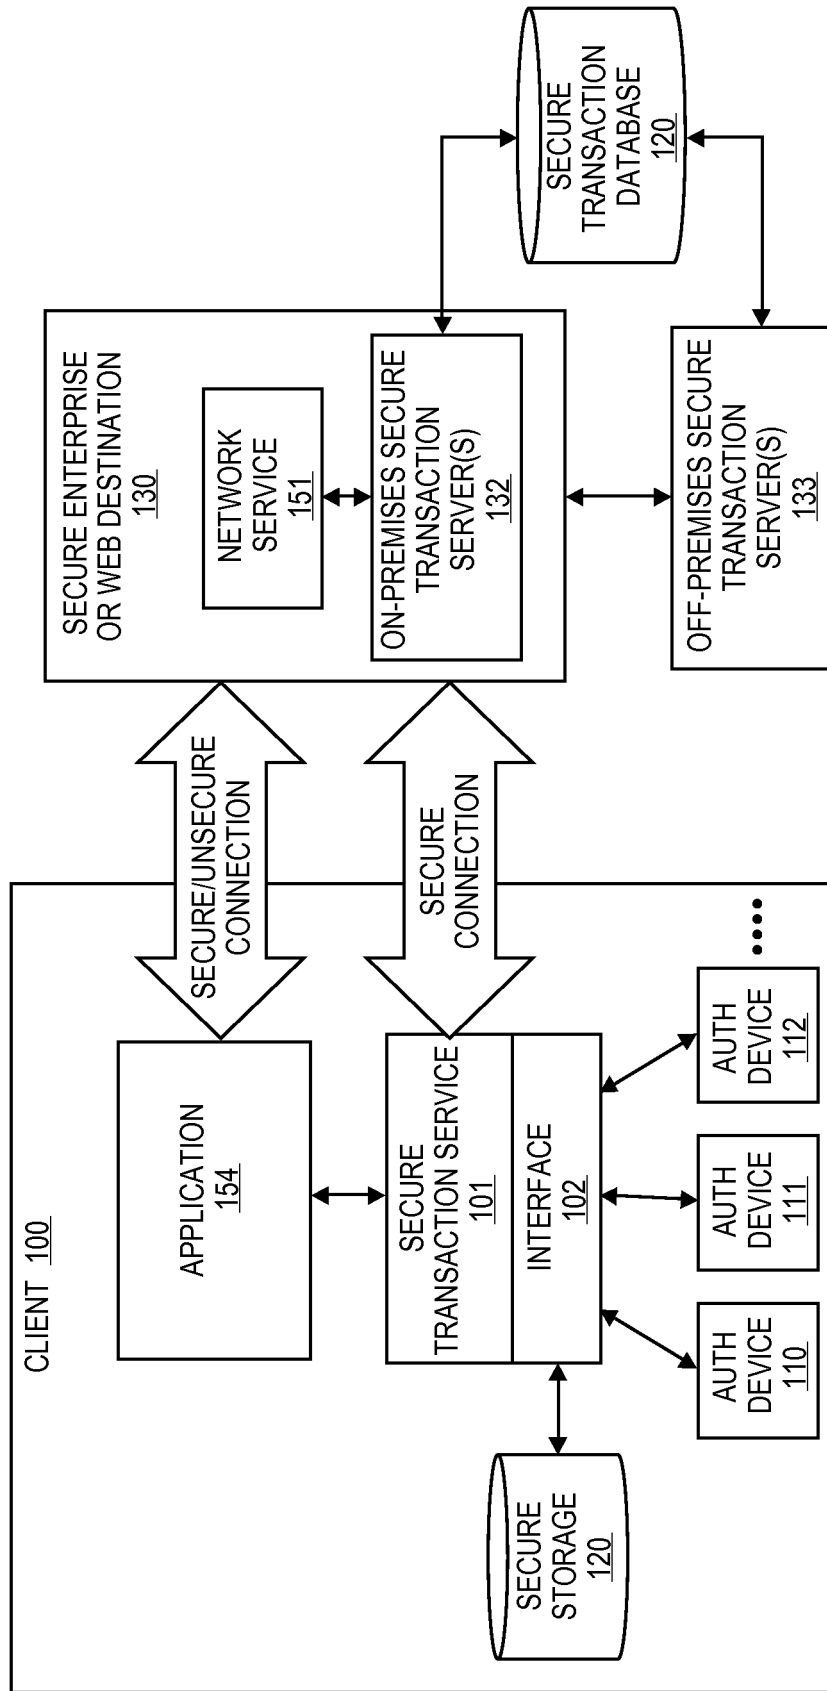 CLIENT 100
APPLICATION
154
SECURE
TRANSACTION SERVICE
101
INTERFACE
102
SECURE
STORAGE
120
AUTH
DEVICE
110
AUTH
DEVICE
111
AUTH
DEVICE
112
SECURE/UNSECURE
CONNECTION
SECURE
CONNECTION
SECURE ENTERPRISE
OR WEB DESTINATION
130
NETWORK
SERVICE
151
ON-PREMISES SECURE
TRANSACTION
SERVER(S)
132
OFF-PREMISES SECURE
TRANSACTION
SERVER(S)
133
SECURE
TRANSACTION
DATABASE
120